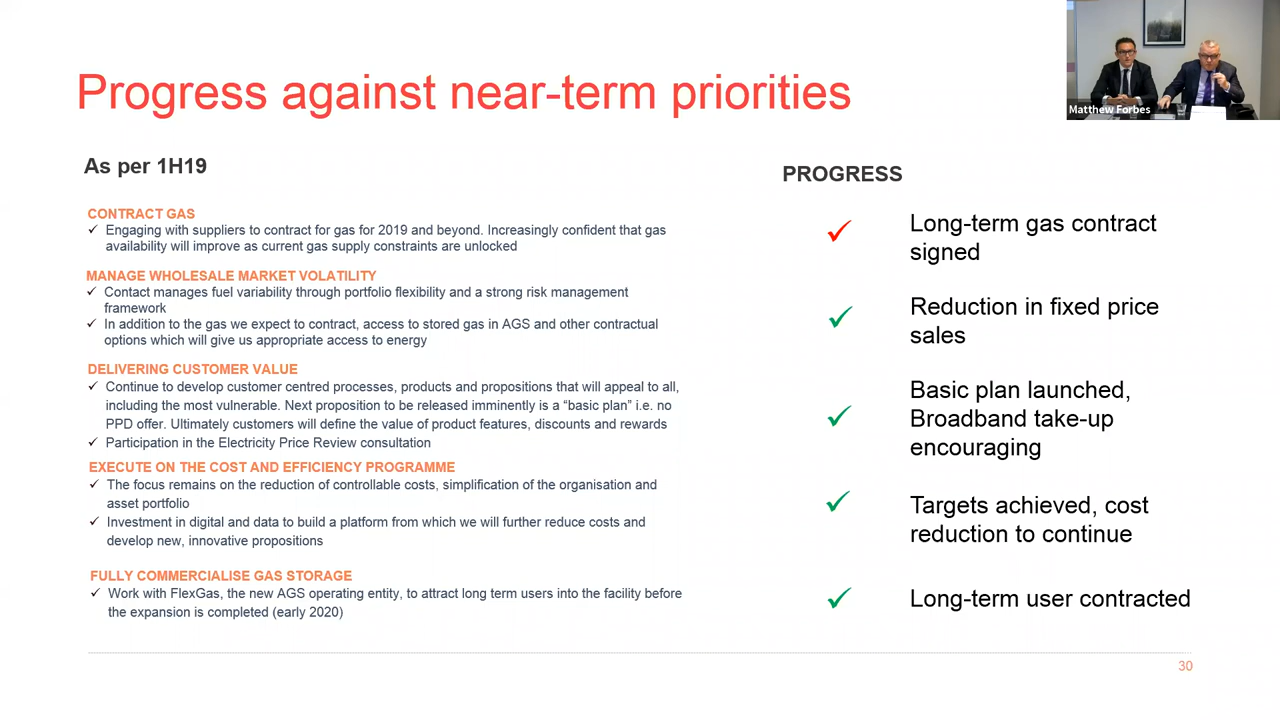 Progress against near-term priorities
Matthew Forbes
As per 1H19
PROGRESS
CONTRACT GAS
✓ Engaging with suppliers to contract for gas for 2019 and beyond. Increasingly confident that gas
availability will improve as current gas supply constraints are unlocked
✓ Long-term gas contract
signed
MANAGE WHOLESALE MARKET VOLATILITY
✓ Contact manages fuel variability through portfolio flexibility and a strong risk management
framework
✓ In addition to the gas we expect to contract, access to stored gas in AGS and other contractual
options which will give us appropriate access to energy
✓ Reduction in fixed price
sales
DELIVERING CUSTOMER VALUE
✓ Continue to develop customer centred processes, products and propositions that will appeal to all,
including the most vulnerable. Next proposition to be released imminently is a “basic plan” i.e. no
PPD offer. Ultimately customers will define the value of product features, discounts and rewards
✓ Participation in the Electricity Price Review consultation
✓ Basic plan launched,
Broadband take-up
encouraging
EXECUTE ON THE COST AND EFFICIENCY PROGRAMME
✓ The focus remains on the reduction of controllable costs, simplification of the organisation and
asset portfolio
✓ Investment in digital and data to build a platform from which we will further reduce costs and
develop new, innovative propositions
✓ Targets achieved, cost
reduction to continue
FULLY COMMERCIALISE GAS STORAGE
✓ Work with FlexGas, the new AGS operating entity, to attract long term users into the facility before
the expansion is completed (early 2020)
✓ Long-term user contracted
30